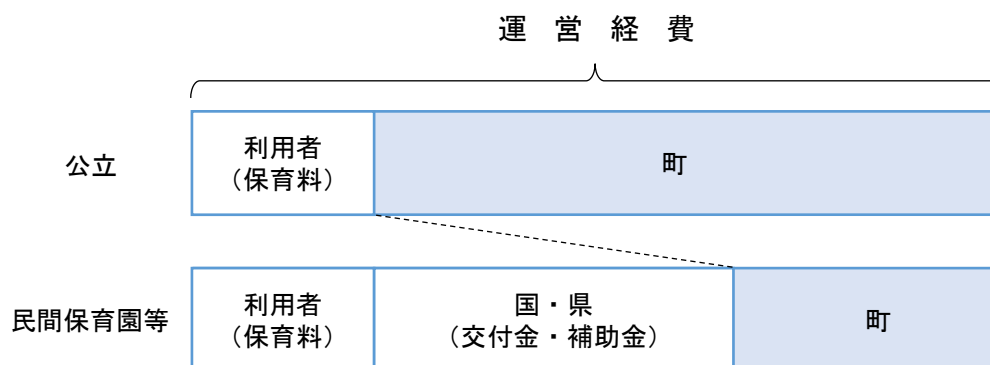 運営経費
公立
利用者
（保育料）
町
民間保育園等
利用者
（保育料）
国・県
（交付金・補助金）
町